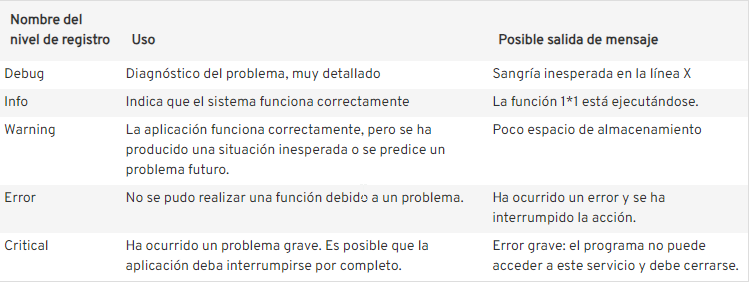 Nombre del
nivel de registro Uso Posible salida de mensaje
Debug Diagnóstico del problema, muy detallado Sangría inesperada en la línea X
Info Indica que el sistema funciona correctamente La función 1*1 está ejecutándose.
Warning La aplicación funciona correctamente, pero se ha Poco espacio de almacenamiento
producido una situación inesperada o se predice un
problema futuro.
Error No se pudo realizar una función debido a un problema. Ha ocurrido un error y se ha
interrumpido la acción.
Critical Ha ocurrido un problema grave. Es posible que la Error grave: el programa no puede
aplicación deba interrumpirse por completo. acceder a este servicio y debe cerrarse.